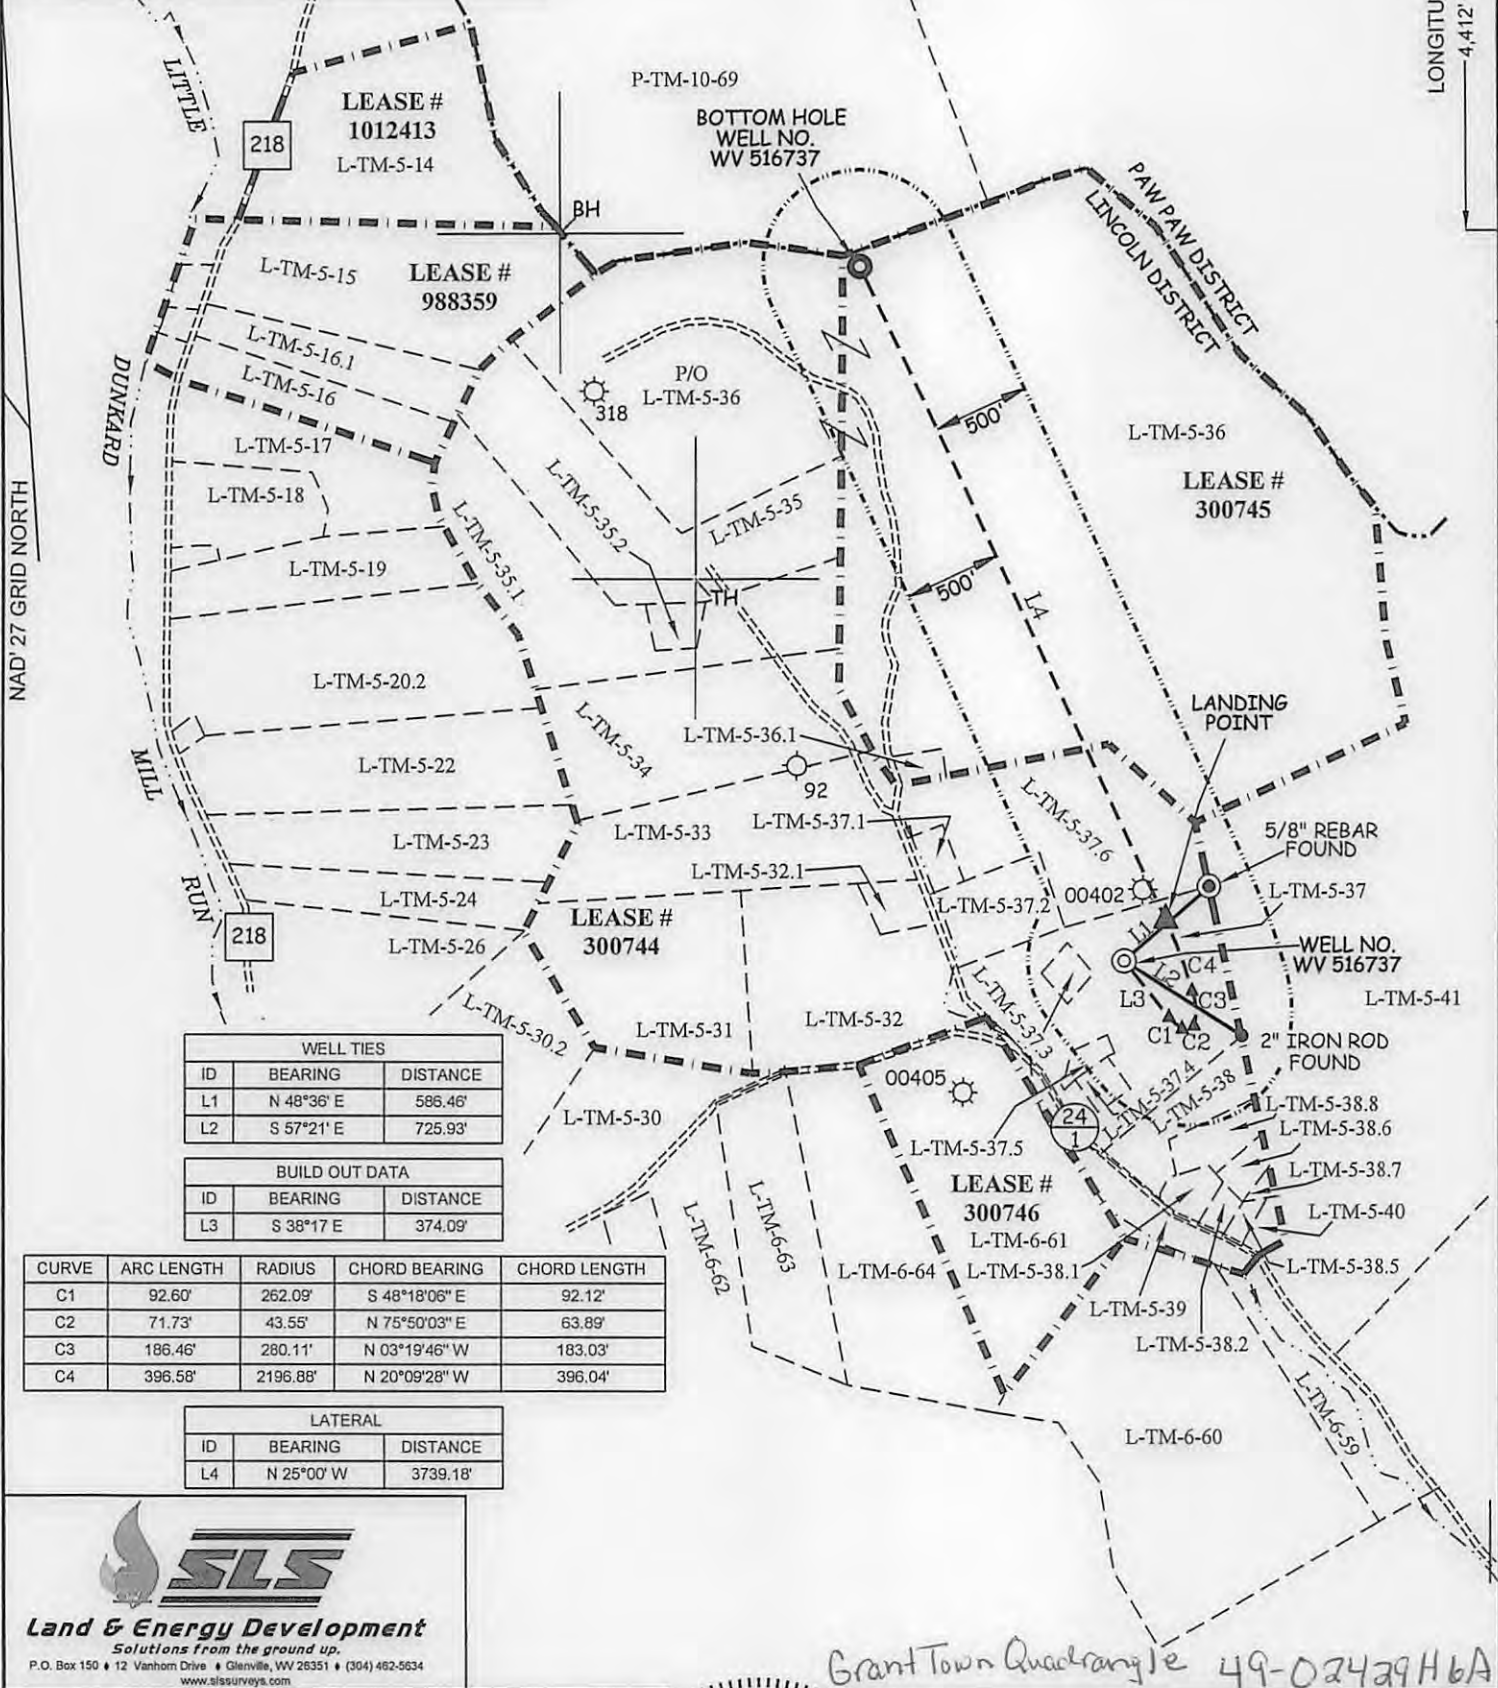 LONGITU
4,412'
P-TM-10-69
LITTLE
LEASE #
1012413
L-TM-5-14
218
BOTTOM HOLE
WELL NO.
WV 516737
PAW PAW DISTRICT
LINCOLN DISTRICT
BH
L-TM-5-15
LEASE #
988359
L-TM-5-16.1
L-TM-5-16
DUNKARD
P/O
L-TM-5-36
318
500'
L-TM-5-36
LEASE #
300745
L-TM-5-17
L-TM-5-18
L-TM-5-35.2
L-TM-5-35
L-TM-5-35.1
L-TM-5-19
NAD' 27 GRID NORTH
TH
500'
L4
L-TM-5-20.2
LANDING
POINT
L-TM-5-34
L-TM-5-36.1
MILL
L-TM-5-22
92
L-TM-5-37.6
L-TM-5-23
L-TM-5-33
L-TM-5-37.1
5/8" REBAR
FOUND
L-TM-5-32.1
00402
L-TM-5-37
RUN
L-TM-5-24
L-TM-5-37.2
LEASE #
300744
218
L-TM-5-26
L1
WELL NO.
WV 516737
L2
C4
L3
C3
L-TM-5-41
L-TM-5-37.3
L-TM-5-30.2
L-TM-5-31
L-TM-5-32
C1
C2
2" IRON ROD
FOUND
00405
L-TM-5-30
L-TM-5-37.4
L-TM-5-38
L-TM-5-38.8
24
1
L-TM-5-38.6
L-TM-5-37.5
L-TM-5-38.7
LEASE #
300746
L-TM-5-40
L-TM-6-62
L-TM-6-63
L-TM-6-61
L-TM-6-64
L-TM-5-38.1
L-TM-5-38.5
L-TM-5-39
L-TM-5-38.2
L-TM-6-59
L-TM-6-60
WELL TIES
ID BEARING DISTANCE
L1 N 48°36' E 586.46'
L2 S 57°21' E 725.93'
BUILD OUT DATA
ID BEARING DISTANCE
L3 S 38°17 E 374.09'
CURVE ARC LENGTH RADIUS CHORD BEARING CHORD LENGTH
C1 92.60' 262.09' S 48°18'06" E 92.12'
C2 71.73' 43.55' N 75°50'03" E 63.89'
C3 186.46' 280.11' N 03°19'46" W 183.03'
C4 396.58' 2196.88' N 20°09'28" W 396.04'
LATERAL
ID BEARING DISTANCE
L4 N 25°00' W 3739.18'
SLS
Land & Energy Development
Solutions from the ground up.
P.O. Box 150 ♦ 12 Vanhorn Drive ♦ Glenville, WV 26351 ♦ (304) 462-5634
www.slssurveys.com
Grant Town Quadrangle 49-02429H6A